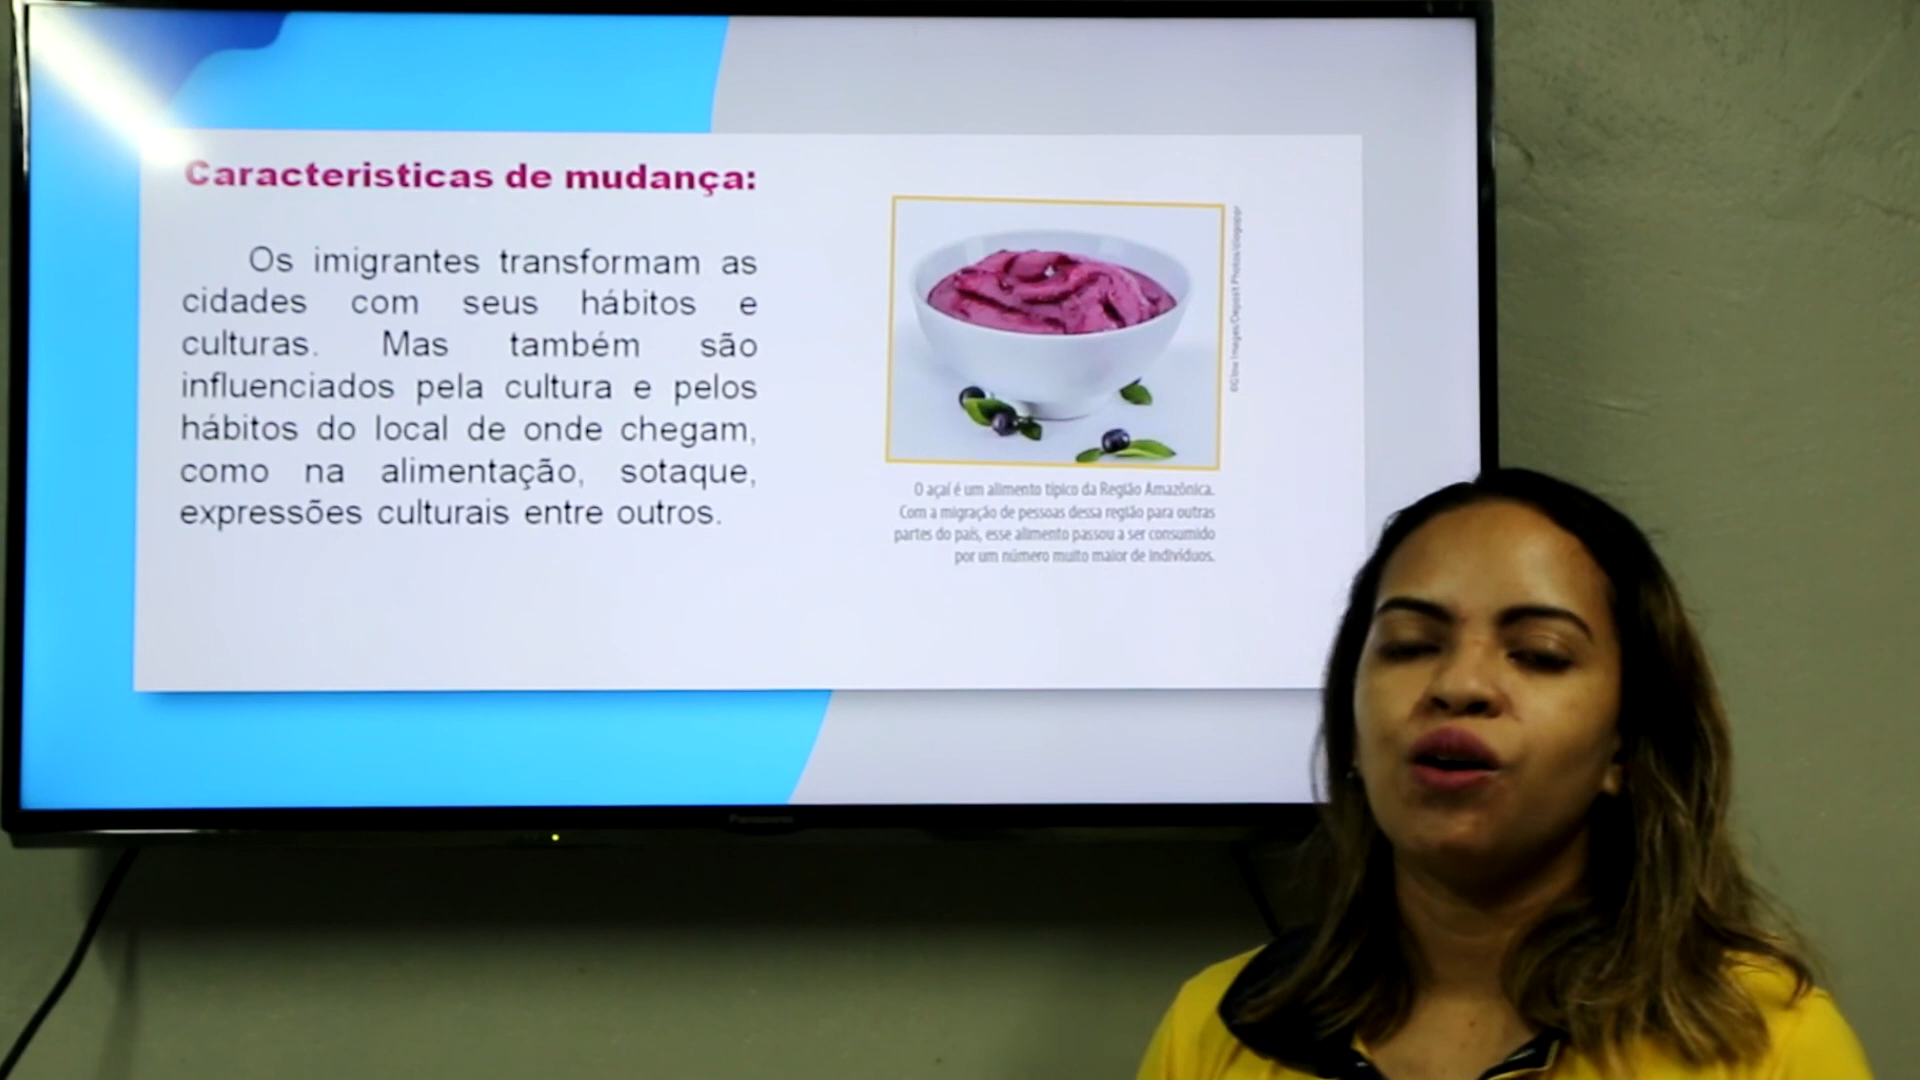 Caracteristicas de mudança:
Os imigrantes transformam as
cidades com seus hábitos e
culturas. Mas também são
influenciados pela cultura e pelos
hábitos do local de onde chegam,
como na alimentação, sotaque,
expressões culturais entre outros.
O açaí é um alimento típico da Região Amazônica.
Com a migração de pessoas dessa região para outras
partes do país, esse alimento passou a ser consumido
por um número muito maior de indivíduos.
Panasonic